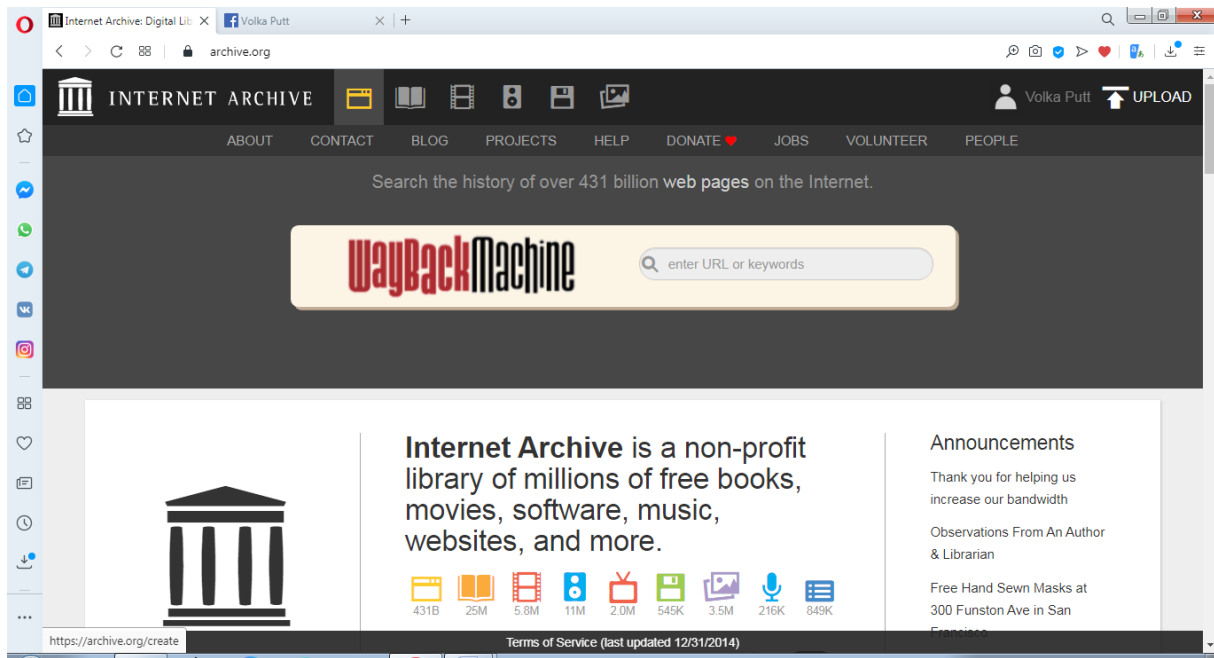 Internet Archive: Digital Lib
Volka Putt
archive.org
INTERNET ARCHIVE
Volka Putt
UPLOAD
ABOUT CONTACT BLOG PROJECTS HELP DONATE JOBS VOLUNTEER PEOPLE
Search the history of over 431 billion web pages on the Internet.
WayBackMachine
enter URL or keywords
Internet Archive is a non-profit
library of millions of free books,
movies, software, music,
websites, and more.
431B 25M 5.8M 11M 2.0M 545K 3.5M 216K 849K
Announcements
Thank you for helping us
increase our bandwidth
Observations From An Author
& Librarian
Free Hand Sewn Masks at
300 Funston Ave in San
Francisco
https://archive.org/create
Terms of Service (last updated 12/31/2014)